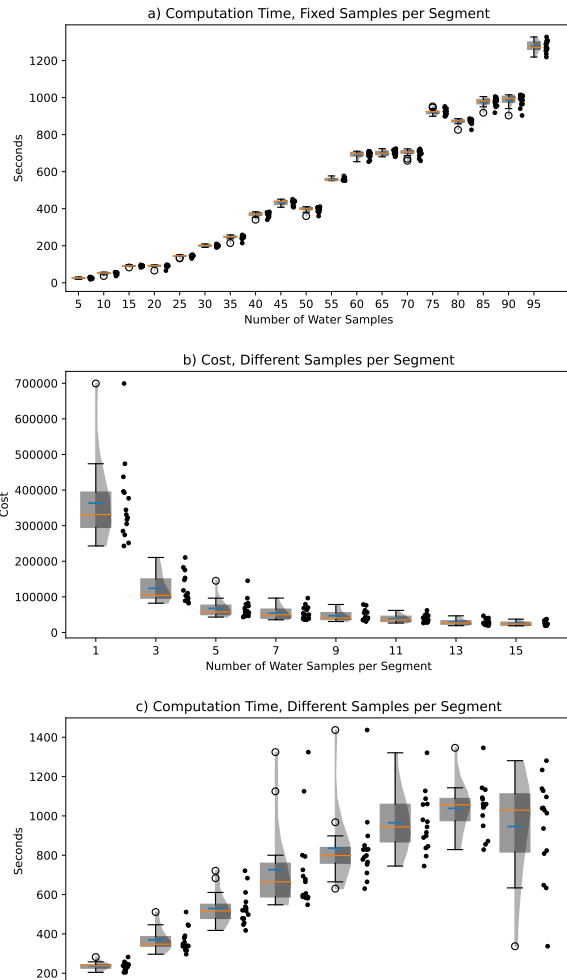 a) Computation Time, Fixed Samples per Segment
1200
1000
800
600
400
200
0
Seconds
5 10 15 20 25 30 35 40 45 50 55 60 65 70 75 80 85 90 95
Number of Water Samples
b) Cost, Different Samples per Segment
700000
600000
500000
400000
300000
200000
100000
0
Cost
1 3 5 7 9 11 13 15
Number of Water Samples per Segment
c) Computation Time, Different Samples per Segment
1400
1200
1000
800
600
400
200
Seconds